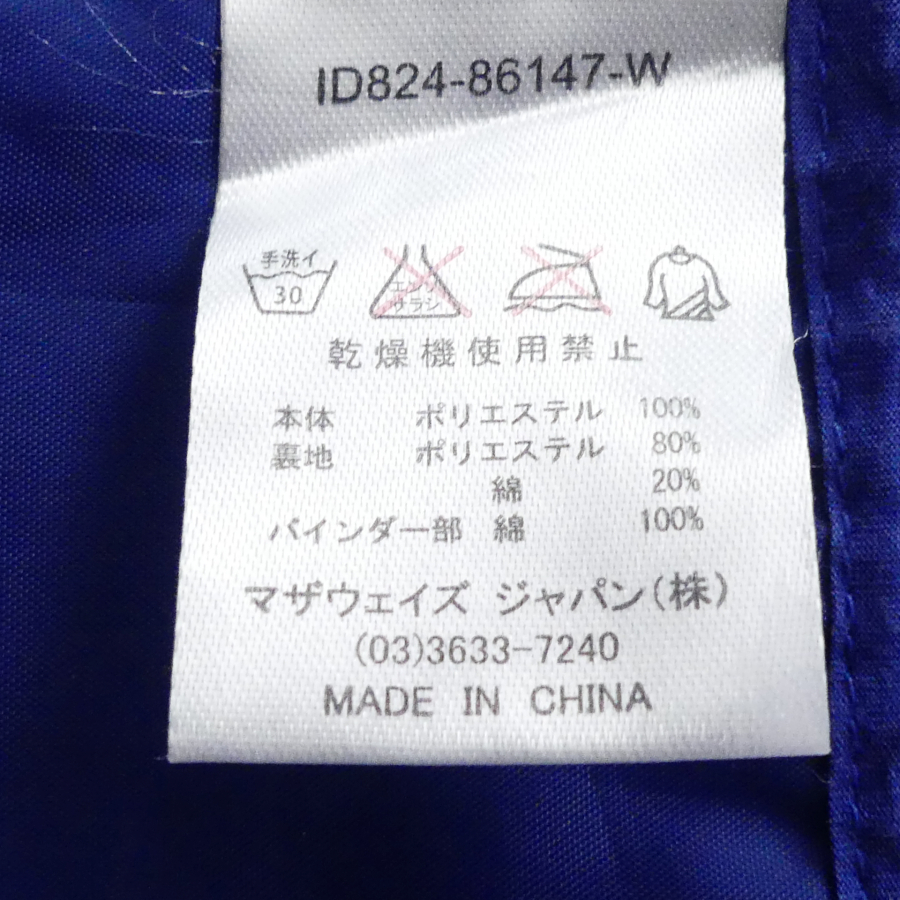 ID824-86147-W
手洗イ
30
エンソ
サラシ
乾燥機使用禁止
本体 ポリエステル 100%
裏地 ポリエステル 80%
綿 20%
バインダー部 綿 100%
マザウェイズ ジャパン(株)
(03)3633-7240
MADE IN CHINA